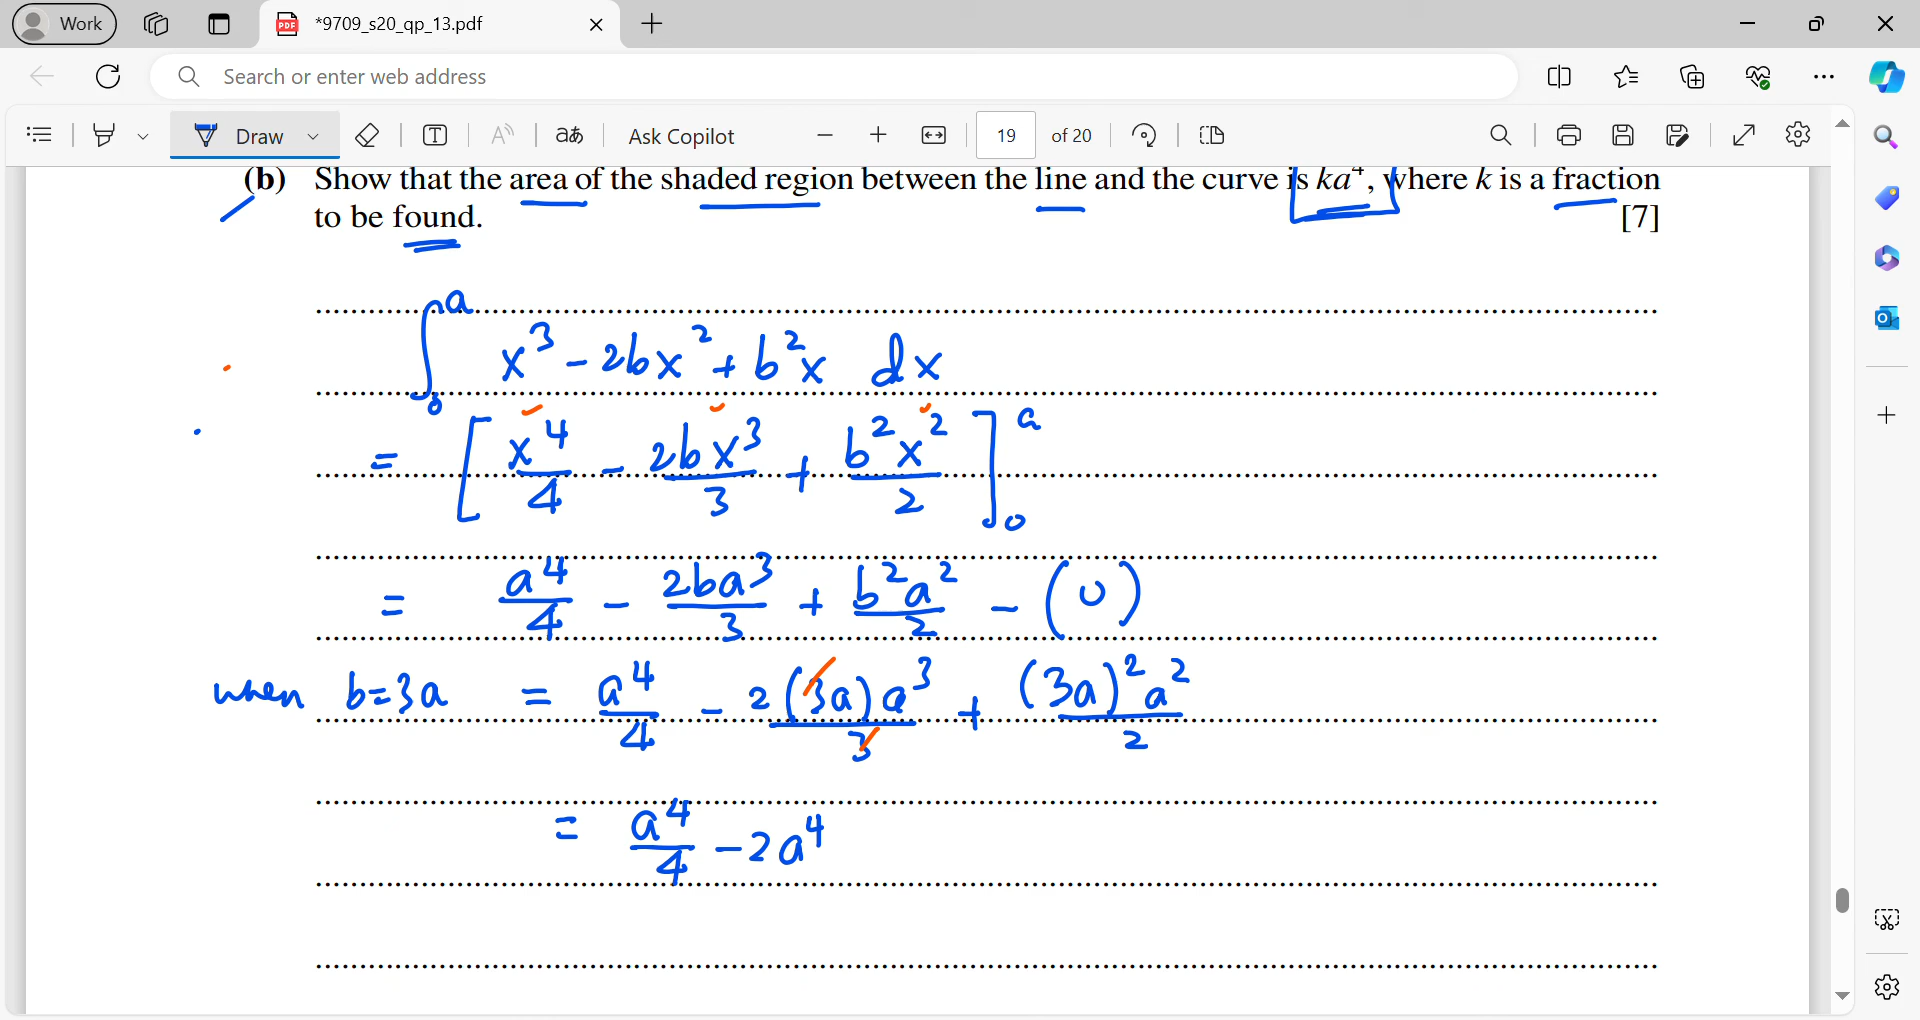 Work
*9709_s20_qp_13.pdf
Search or enter web address
Draw
T
A
aあ
Ask Copilot
19 of 20
(b) Show that the area of the shaded region between the line and the curve is ka⁴, where k is a fraction
to be found. [7]
∫₀ᵃ x³ - 2bx² + b²x dx
= [x⁴/4 - 2bx³/3 + b²x²/2]₀ᵃ
= a⁴/4 - 2ba³/3 + b²a²/2 - (0)
when b=3a = a⁴/4 - 2(3a)a³/3 + (3a)²a²/2
= a⁴/4 - 2a⁴